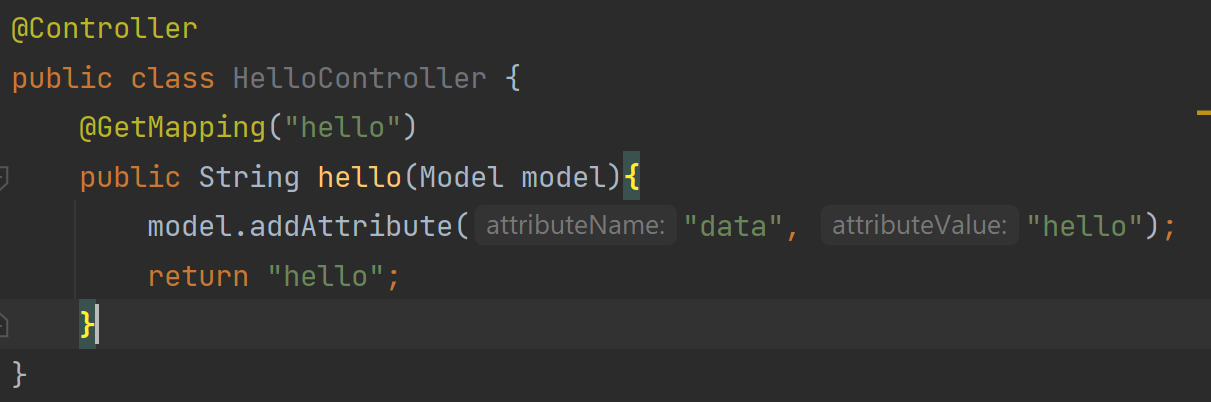 @Controller
public class HelloController {
@GetMapping("hello")
public String hello(Model model){
model.addAttribute( attributeName: "data", attributeValue: "hello");
return "hello";
}
}